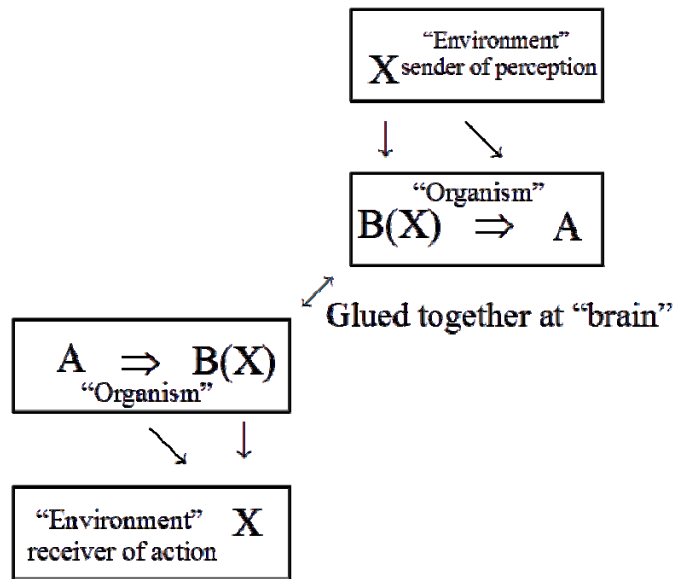 “Environment”
X sender of perception
“Organism”
B(X) ⇒ A
Glued together at “brain”
A ⇒ B(X)
“Organism”
“Environment” X
receiver of action